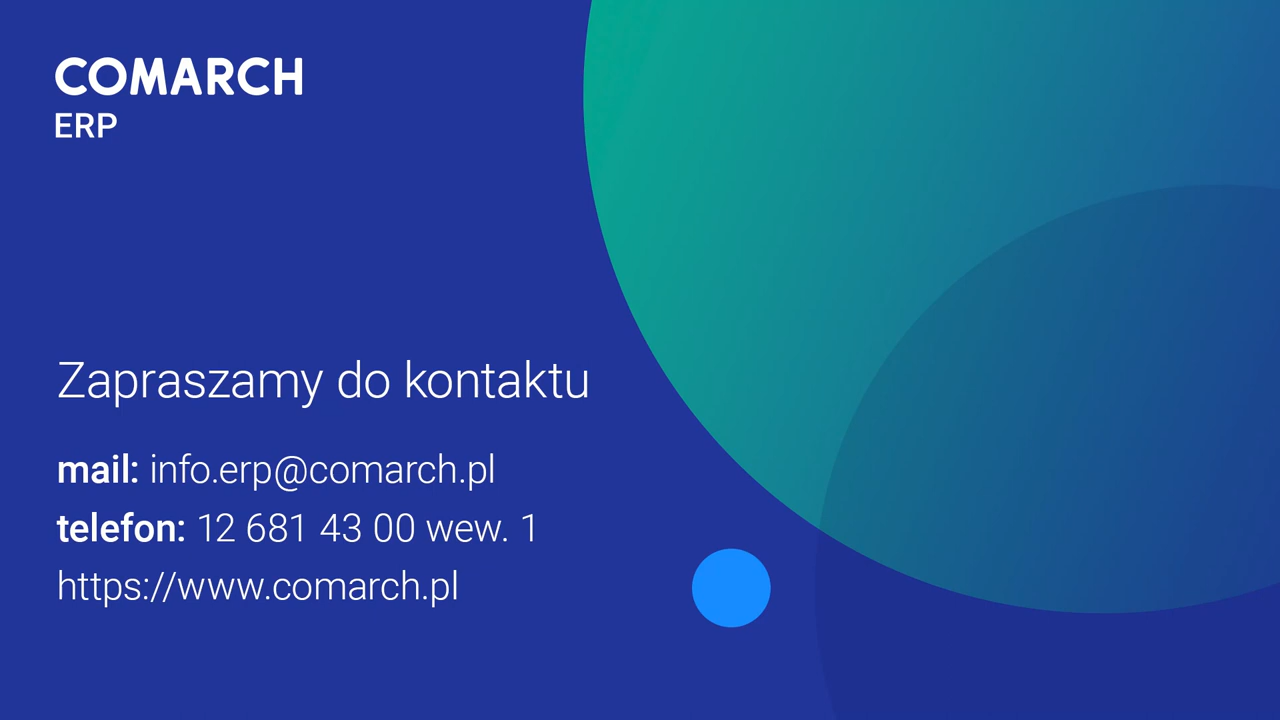 COMARCH
ERP
Zapraszamy do kontaktu
mail: info.erp@comarch.pl
telefon: 12 681 43 00 wew. 1
https://www.comarch.pl